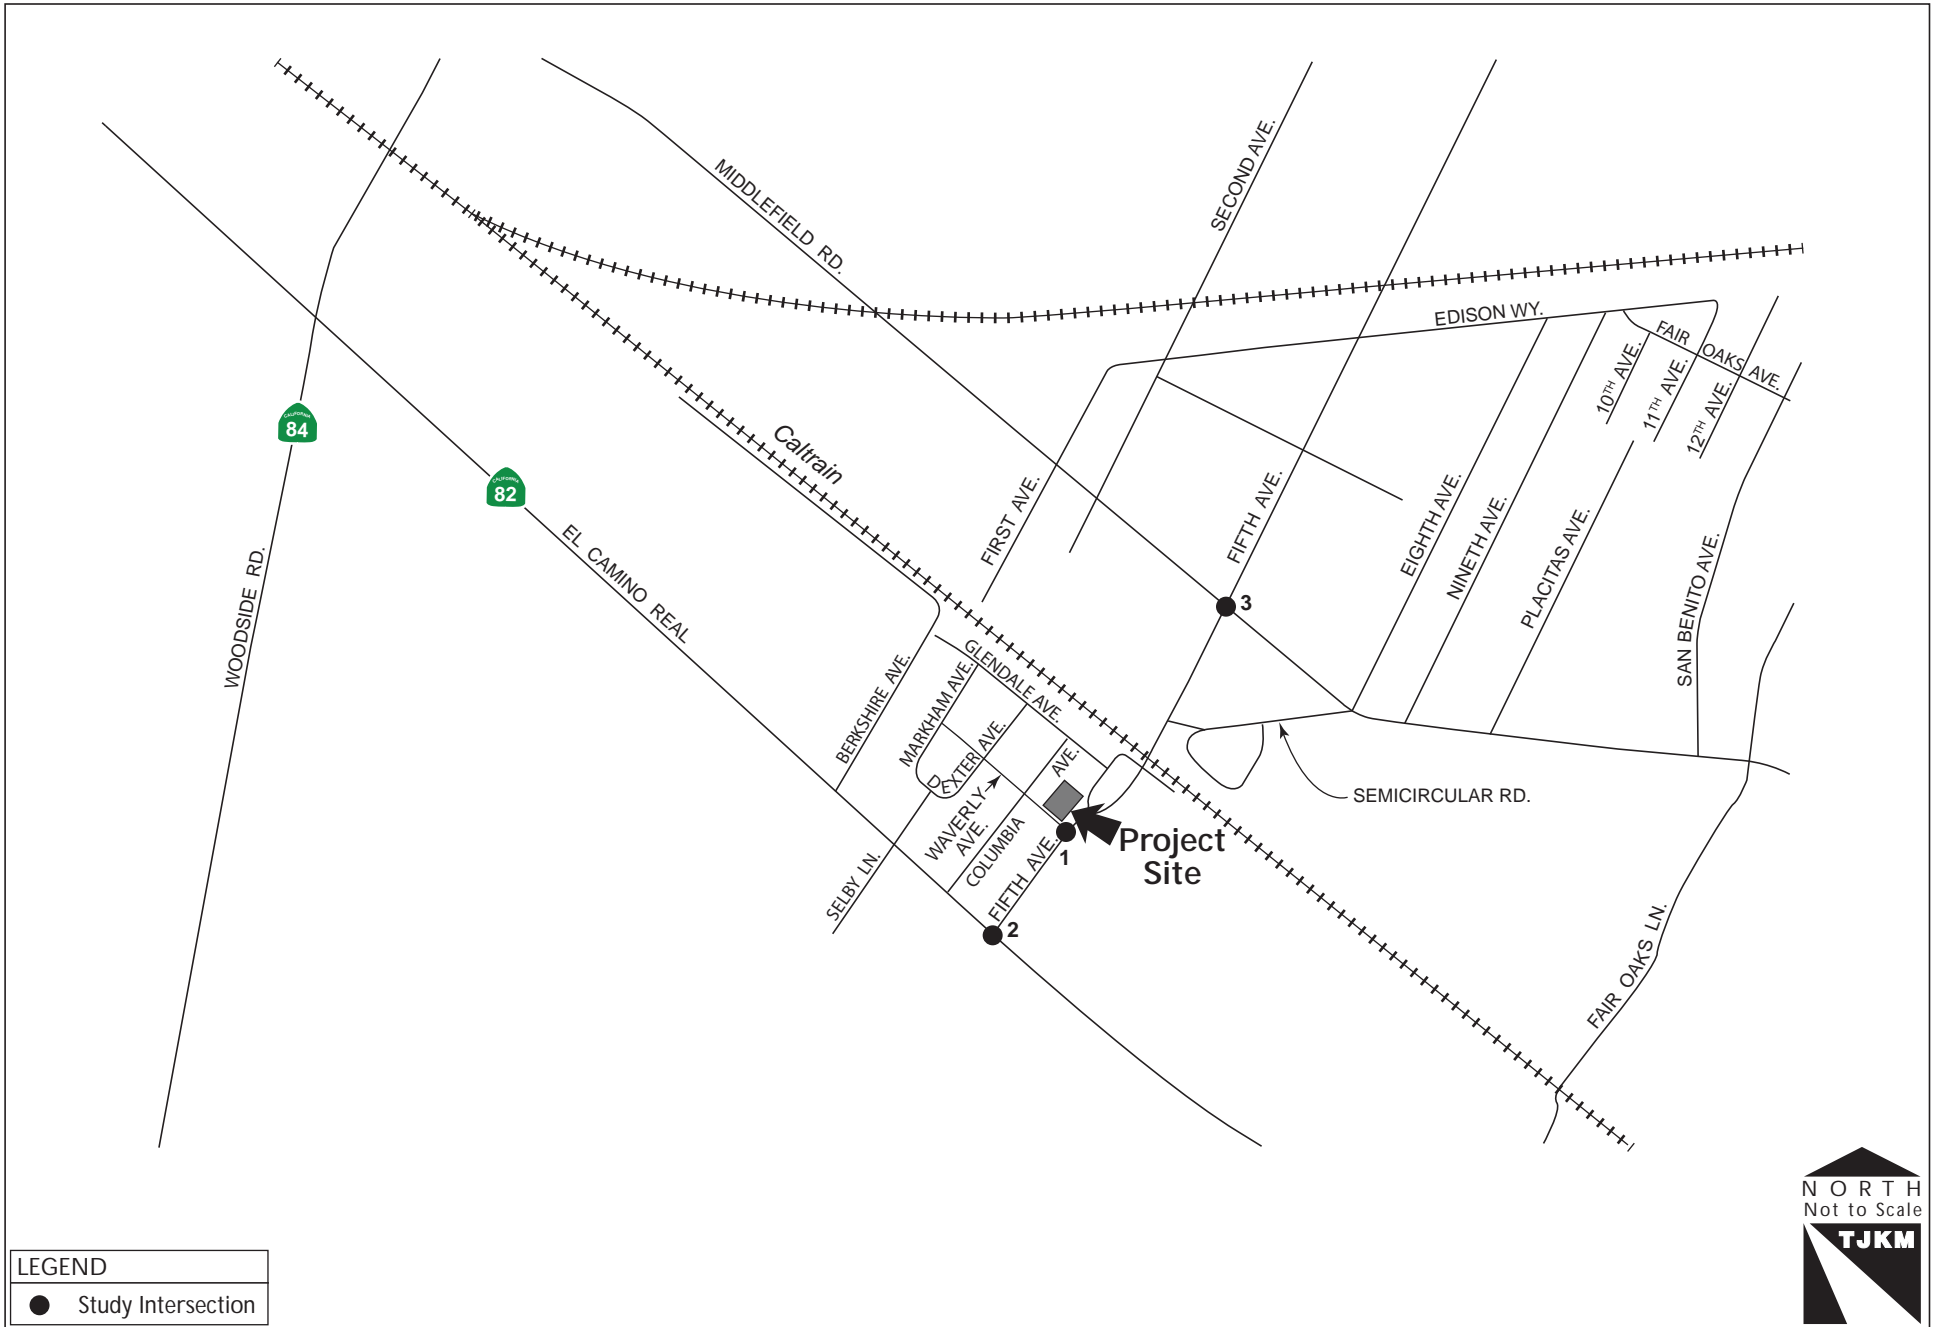 SECOND AVE.
MIDDLEFIELD RD.
EDISON WY.
FAIR OAKS AVE.
10TH AVE.
11TH AVE.
12TH AVE.
CALIFORNIA
84
Caltrain
CALIFORNIA
82
FIRST AVE.
FIFTH AVE.
EIGHTH AVE.
NINETH AVE.
PLACITAS AVE.
SAN BENITO AVE.
WOODSIDE RD.
EL CAMINO REAL
3
GLENDALE AVE.
BERKSHIRE AVE.
MARKHAM AVE.
DEXTER AVE.
WAVERLY
AVE.
COLUMBIA AVE.
SEMICIRCULAR RD.
Project
Site
1
SELBY LN.
FIFTH AVE.
2
FAIR OAKS LN.
NORTH
Not to Scale
TJKM
LEGEND
Study Intersection